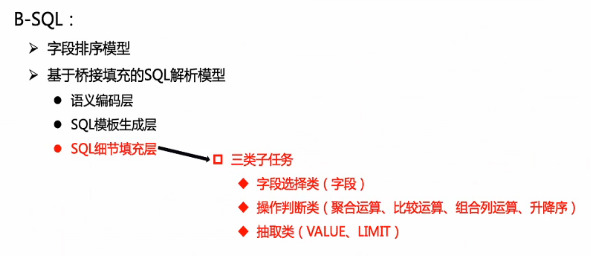 B-SQL：
字段排序模型
基于桥接填充的SQL解析模型
语义编码层
SQL模板生成层
SQL细节填充层
三类子任务
字段选择类（字段）
操作判断类（聚合运算、比较运算、组合列运算、升降序）
抽取类（VALUE、LIMIT）